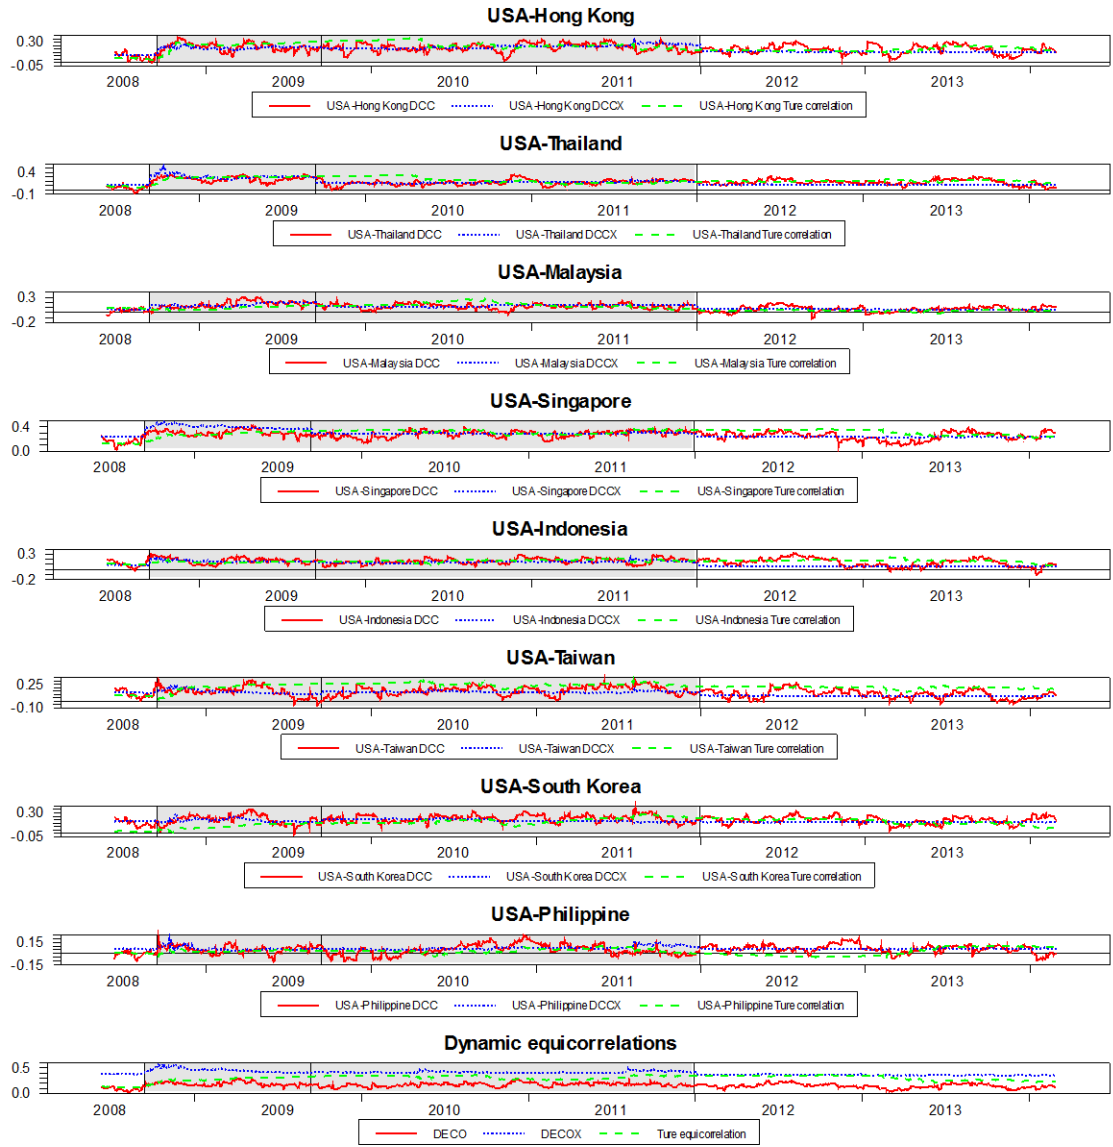 USA-Hong Kong
0.30
-0.05
2008 2009 2010 2011 2012 2013
USA-Hong Kong DCC USA-Hong Kong DCCX USA-Hong Kong Ture correlation
USA-Thailand
0.4
-0.1
2008 2009 2010 2011 2012 2013
USA-Thailand DCC USA-Thailand DCCX USA-Thailand Ture correlation
USA-Malaysia
0.3
-0.2
2008 2009 2010 2011 2012 2013
USA-Malaysia DCC USA-Malaysia DCCX USA-Malaysia Ture correlation
USA-Singapore
0.4
0.0
2008 2009 2010 2011 2012 2013
USA-Singapore DCC USA-Singapore DCCX USA-Singapore Ture correlation
USA-Indonesia
0.3
-0.2
2008 2009 2010 2011 2012 2013
USA-Indonesia DCC USA-Indonesia DCCX USA-Indonesia Ture correlation
USA-Taiwan
0.25
-0.10
2008 2009 2010 2011 2012 2013
USA-Taiwan DCC USA-Taiwan DCCX USA-Taiwan Ture correlation
USA-South Korea
0.30
-0.05
2008 2009 2010 2011 2012 2013
USA-South Korea DCC USA-South Korea DCCX USA-South Korea Ture correlation
USA-Philippine
0.15
-0.15
2008 2009 2010 2011 2012 2013
USA-Philippine DCC USA-Philippine DCCX USA-Philippine Ture correlation
Dynamic equicorrelations
0.5
0.0
2008 2009 2010 2011 2012 2013
DECO DECOX Ture equicorrelation